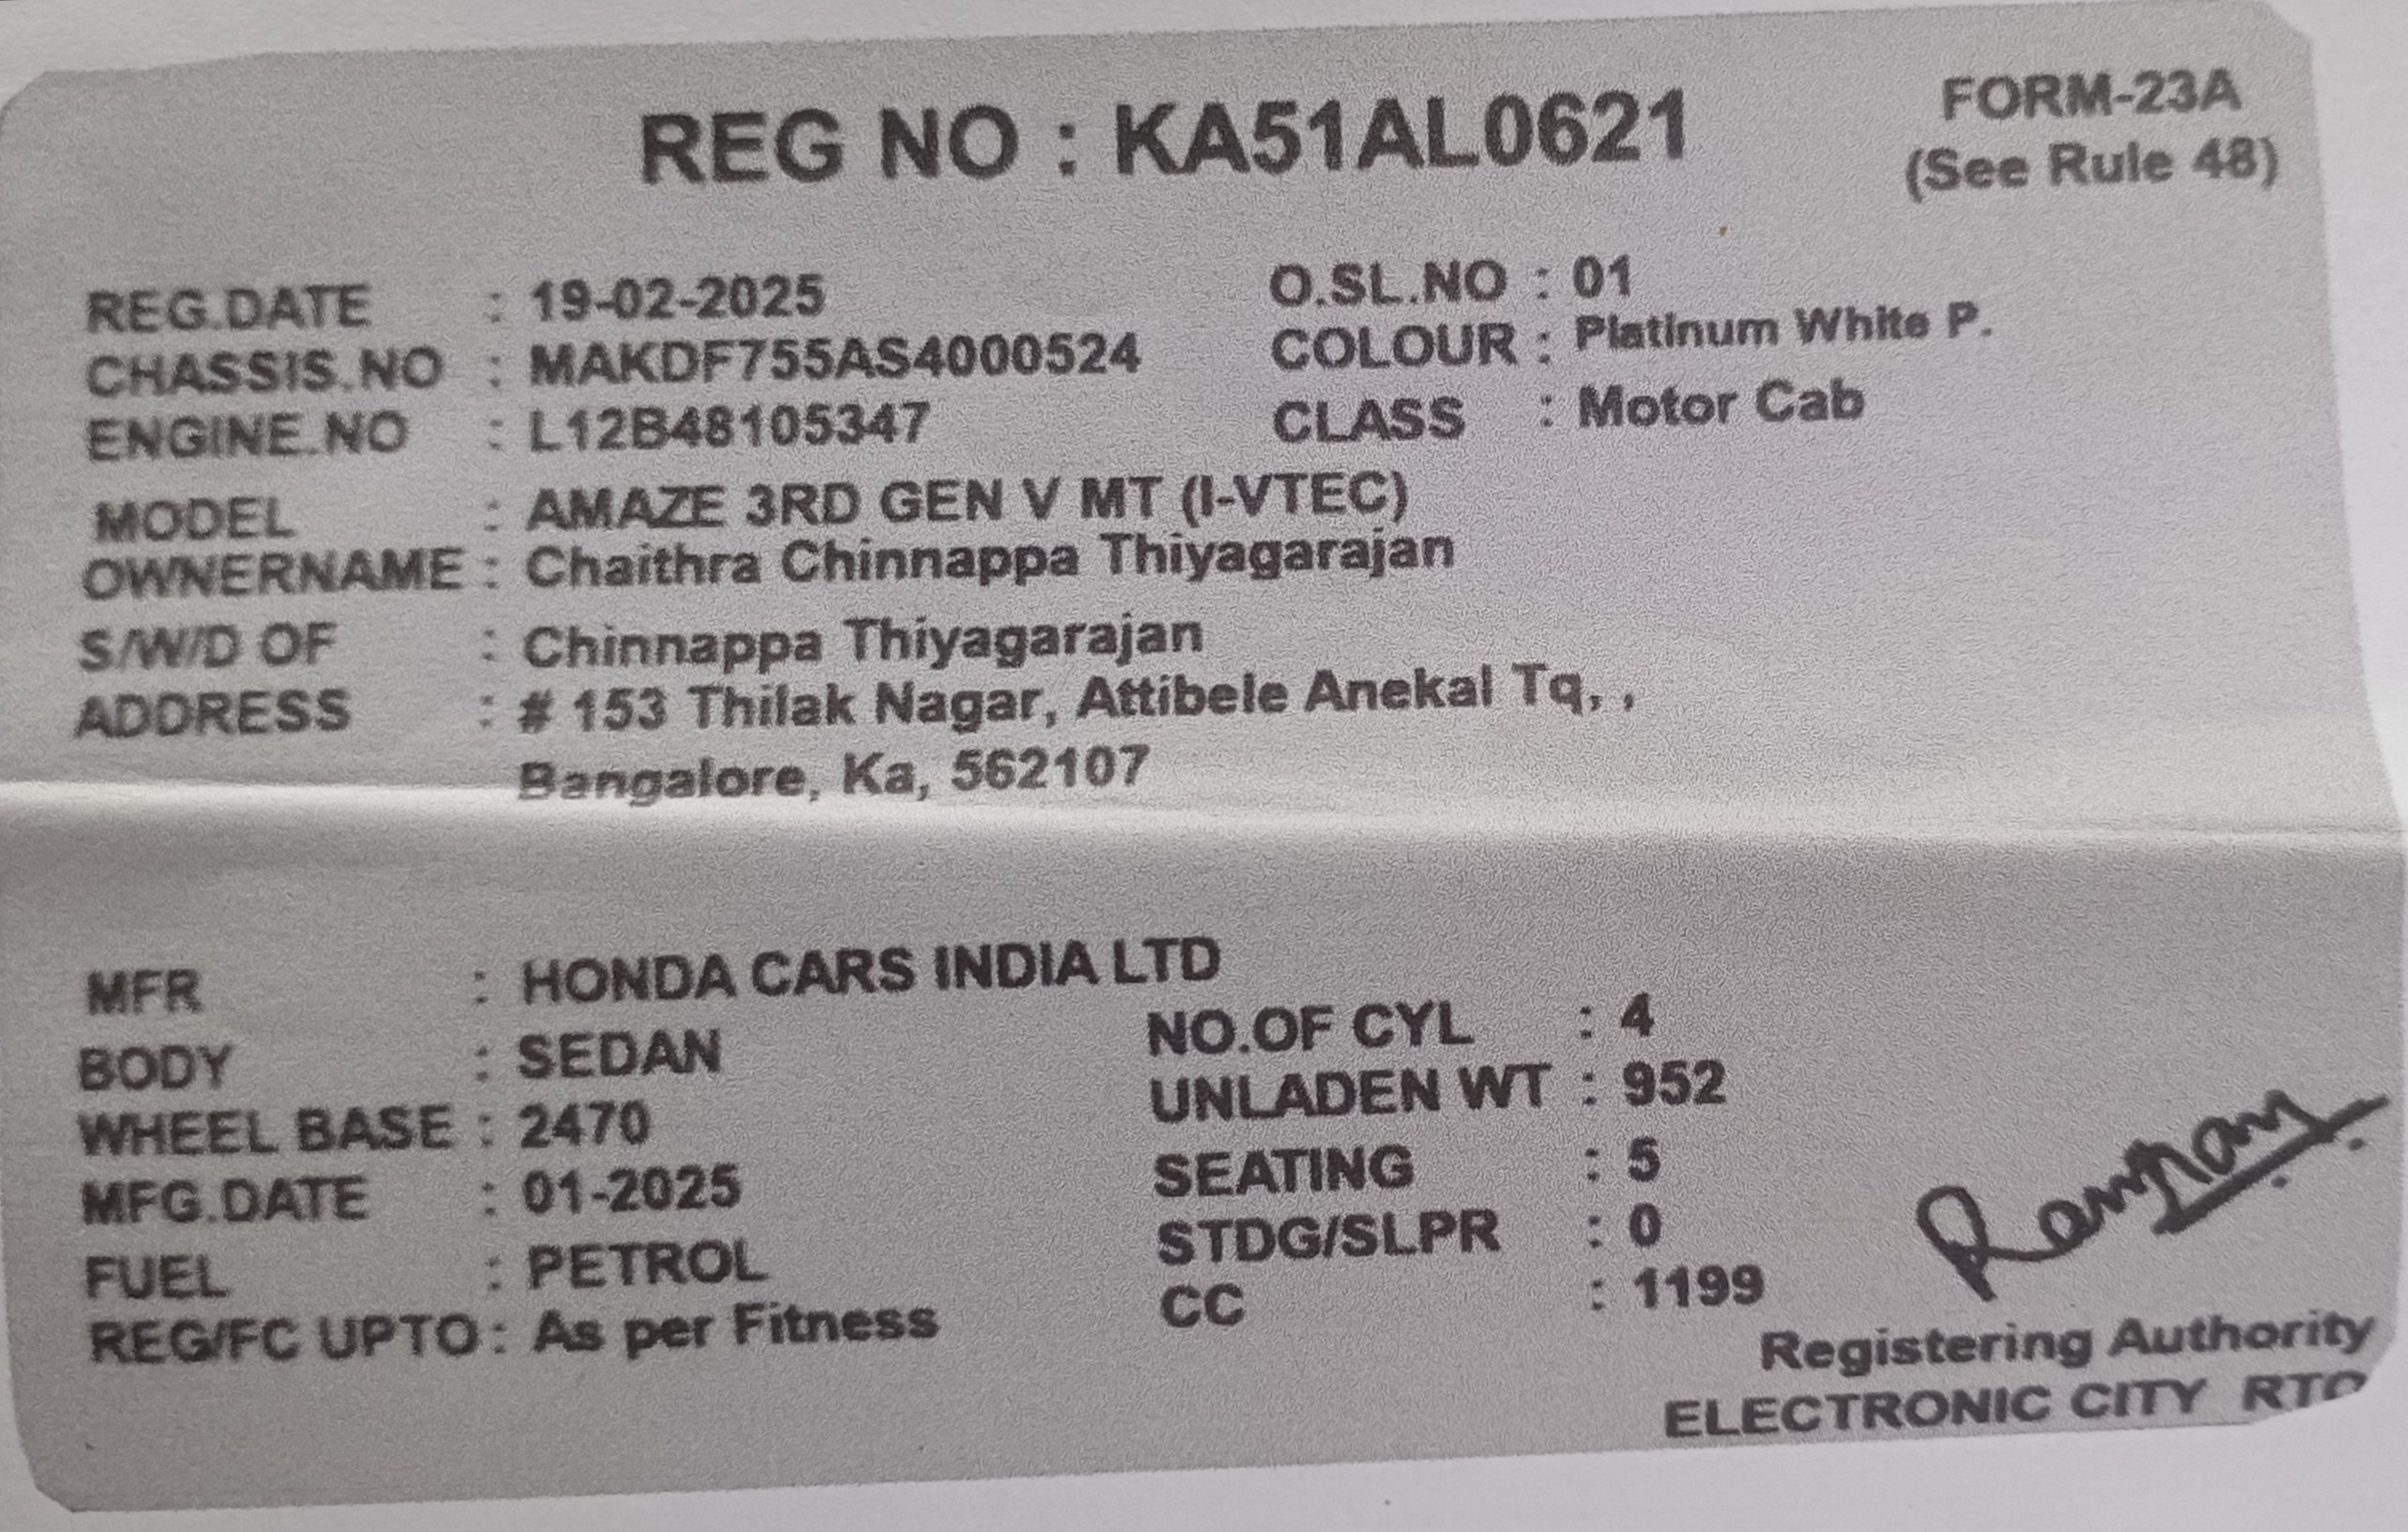 REG NO : KA51AL0621
FORM-23A
(See Rule 48)
REG.DATE : 19-02-2025
O.SL.NO : 01
CHASSIS.NO : MAKDF755AS4000524
COLOUR : Platinum White P.
ENGINE.NO : L12B48105347
CLASS : Motor Cab
MODEL : AMAZE 3RD GEN V MT (I-VTEC)
OWNERNAME : Chaithra Chinnappa Thiyagarajan
S/W/D OF : Chinnappa Thiyagarajan
ADDRESS : # 153 Thilak Nagar, Attibele Anekal Tq, ,
Bangalore, Ka, 562107
MFR : HONDA CARS INDIA LTD
NO.OF CYL : 4
BODY : SEDAN
UNLADEN WT : 952
WHEEL BASE : 2470
SEATING : 5
MFG.DATE : 01-2025
STDG/SLPR : 0
FUEL : PETROL
CC : 1199
REG/FC UPTO : As per Fitness
Registering Authority
ELECTRONIC CITY RTO